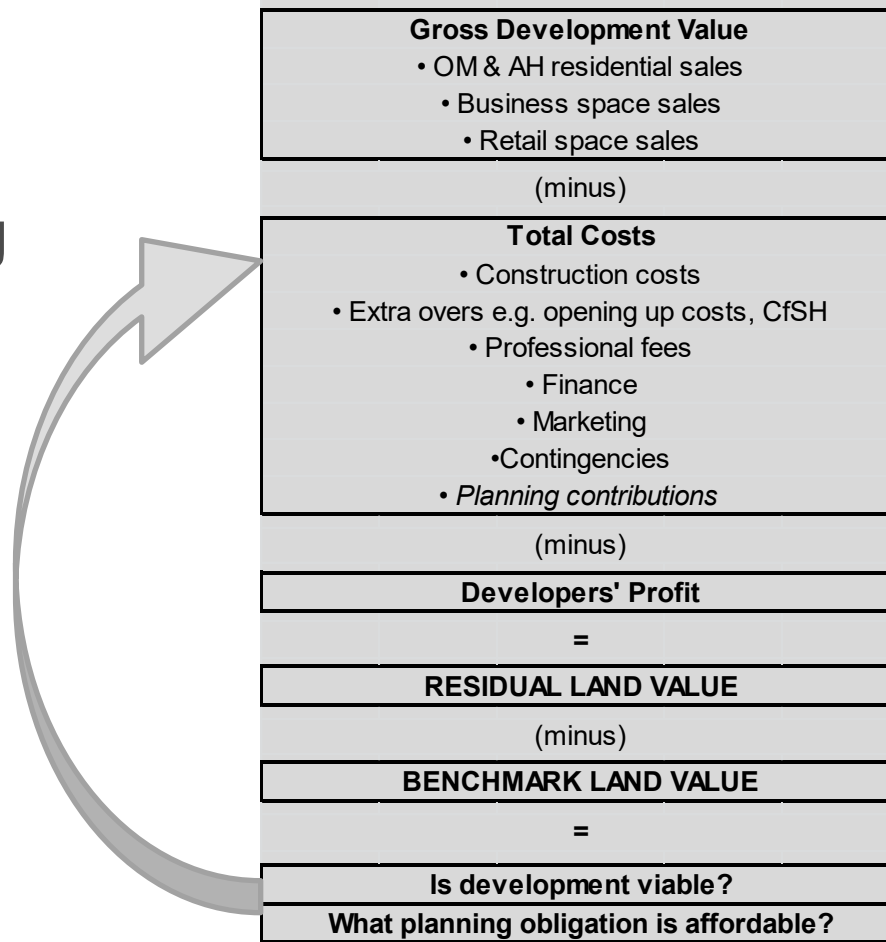 Gross Development Value
• OM & AH residential sales
• Business space sales
• Retail space sales
(minus)
Total Costs
• Construction costs
• Extra overs e.g. opening up costs, CfSH
• Professional fees
• Finance
• Marketing
•Contingencies
• Planning contributions
(minus)
Developers' Profit
=
RESIDUAL LAND VALUE
(minus)
BENCHMARK LAND VALUE
=
Is development viable?
What planning obligation is affordable?